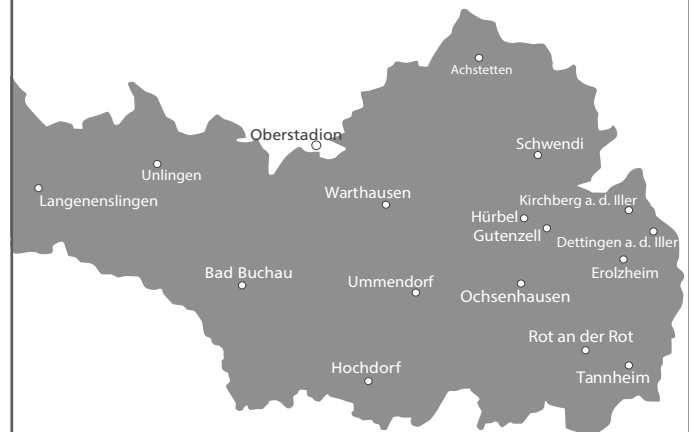 Achstetten
Oberstadion
Schwendi
Unlingen
Langenenslingen
Warthausen
Kirchberg a. d. Iller
Hürbel
Gutenzell
Dettingen a. d. Iller
Bad Buchau
Erolzheim
Ummendorf
Ochsenhausen
Rot an der Rot
Hochdorf
Tannheim